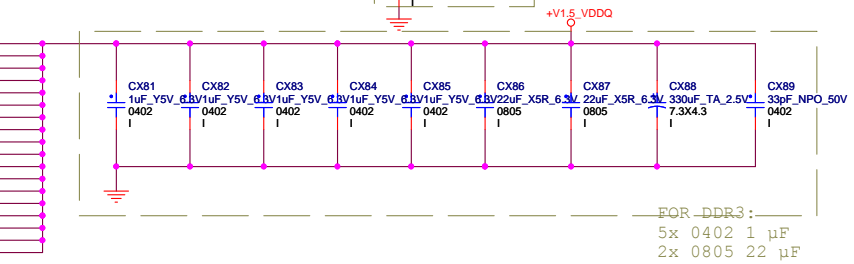 +V1.5_VDDQ
CX81 CX82 CX83 CX84 CX85 CX86 CX87 CX88 CX89
1uF_Y5V_6.3V 1uF_Y5V_6.3V 1uF_Y5V_6.3V 1uF_Y5V_6.3V 1uF_Y5V_6.3V 22uF_X5R_6.3V 22uF_X5R_6.3V 330uF_TA_2.5V 33pF_NPO_50V
0402 0402 0402 0402 0402 0805 0805 7.3X4.3 0402
I I I I I I I I I
FOR DDR3:
5x 0402 1 µF
2x 0805 22 µF